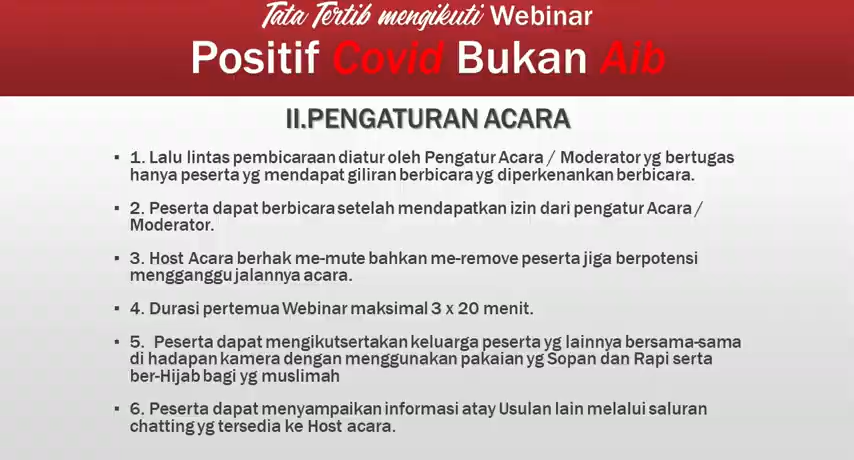 Tata Tertib mengikuti Webinar
Positif Covid Bukan Aib
II.PENGATURAN ACARA
▪ 1. Lalu lintas pembicaraan diatur oleh Pengatur Acara / Moderator yg bertugas
hanya peserta yg mendapat giliran berbicara yg diperkenankan berbicara.
▪ 2. Peserta dapat berbicara setelah mendapatkan izin dari pengatur Acara /
Moderator.
▪ 3. Host Acara berhak me-mute bahkan me-remove peserta jiga berpotensi
mengganggu jalannya acara.
▪ 4. Durasi pertemua Webinar maksimal 3 x 20 menit.
▪ 5. Peserta dapat mengikutsertakan keluarga peserta yg lainnya bersama-sama
di hadapan kamera dengan menggunakan pakaian yg Sopan dan Rapi serta
ber-Hijab bagi yg muslimah
▪ 6. Peserta dapat menyampaikan informasi atay Usulan lain melalui saluran
chatting yg tersedia ke Host acara.